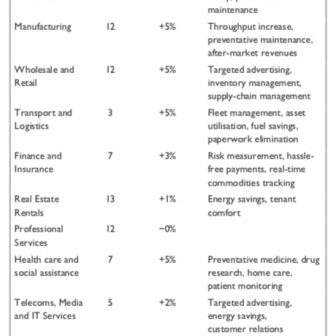 maintenance
Manufacturing 12 +5% Throughput increase,
preventative maintenance,
after-market revenues
Wholesale and 12 +5% Targeted advertising,
Retail inventory management,
supply-chain management
Transport and 3 +5% Fleet management, asset
Logistics utilisation, fuel savings,
paperwork elimination
Finance and 7 +3% Risk measurement, hassle-
Insurance free payments, real-time
commodities tracking
Real Estate 13 +1% Energy savings, tenant
Rentals comfort
Professional 12 ~0%
Services
Health care and 7 +5% Preventative medicine, drug
social assistance research, home care,
patient monitoring
Telecoms, Media 5 +2% Targeted advertising,
and IT Services energy savings,
customer relations